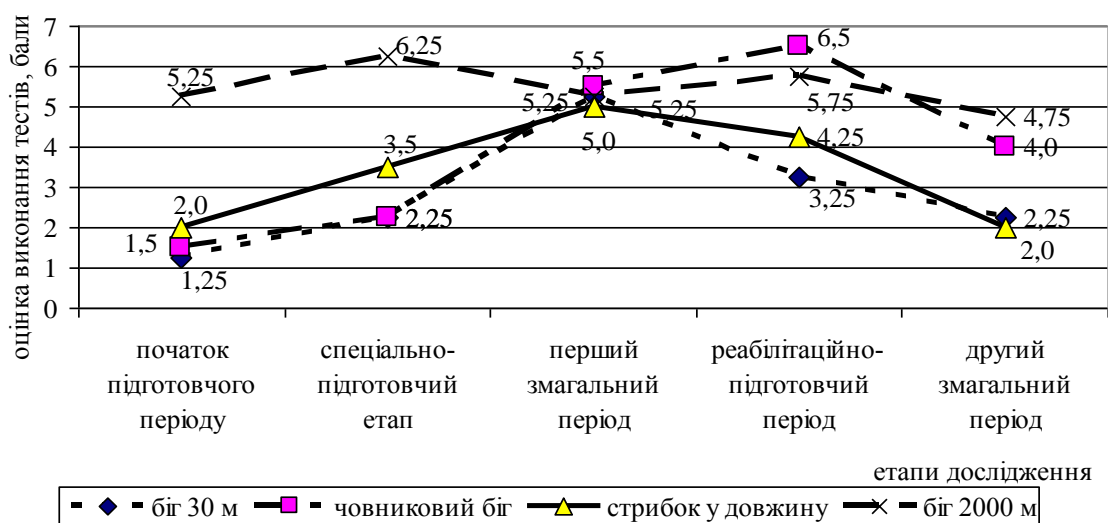 оцінка виконання тестів, бали
7
6
5
4
3
2
1
0
5,25
6,25
5,5
6,5
5,25
5,25
5,75
4,75
3,5
5,0
4,25
4,0
2,0
2,25
3,25
2,25
1,5
2,0
1,25
початок підготовчого періоду
спеціально-підготовчий етап
перший змагальний період
реабілітаційно-підготовчий період
другий змагальний період
етапи дослідження
біг 30 м
човниковий біг
стрибок у довжину
біг 2000 м